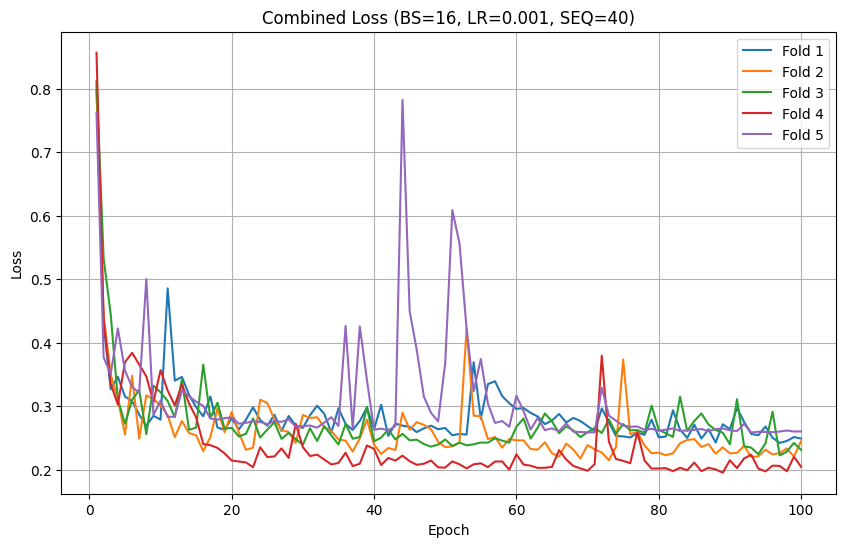 Combined Loss (BS=16, LR=0.001, SEQ=40)
Fold 1
Fold 2
Fold 3
Fold 4
Fold 5
0.8
0.7
0.6
0.5
0.4
0.3
0.2
Loss
0 20 40 60 80 100
Epoch